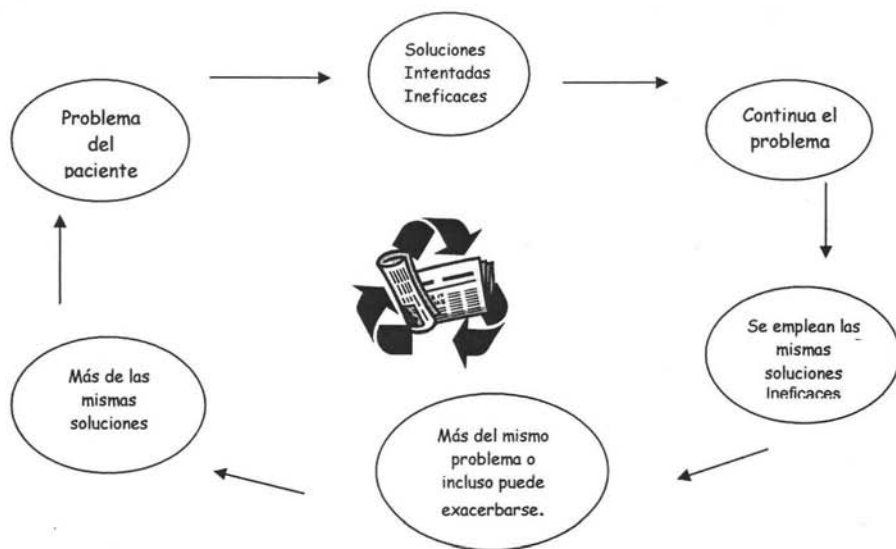 Soluciones
Intentadas
Ineficaces
Problema
del
paciente
Continua el
problema
Se emplean las
mismas
soluciones
Ineficaces
Más del mismo
problema o
incluso puede
exacerbarse.
Más de las
mismas
soluciones